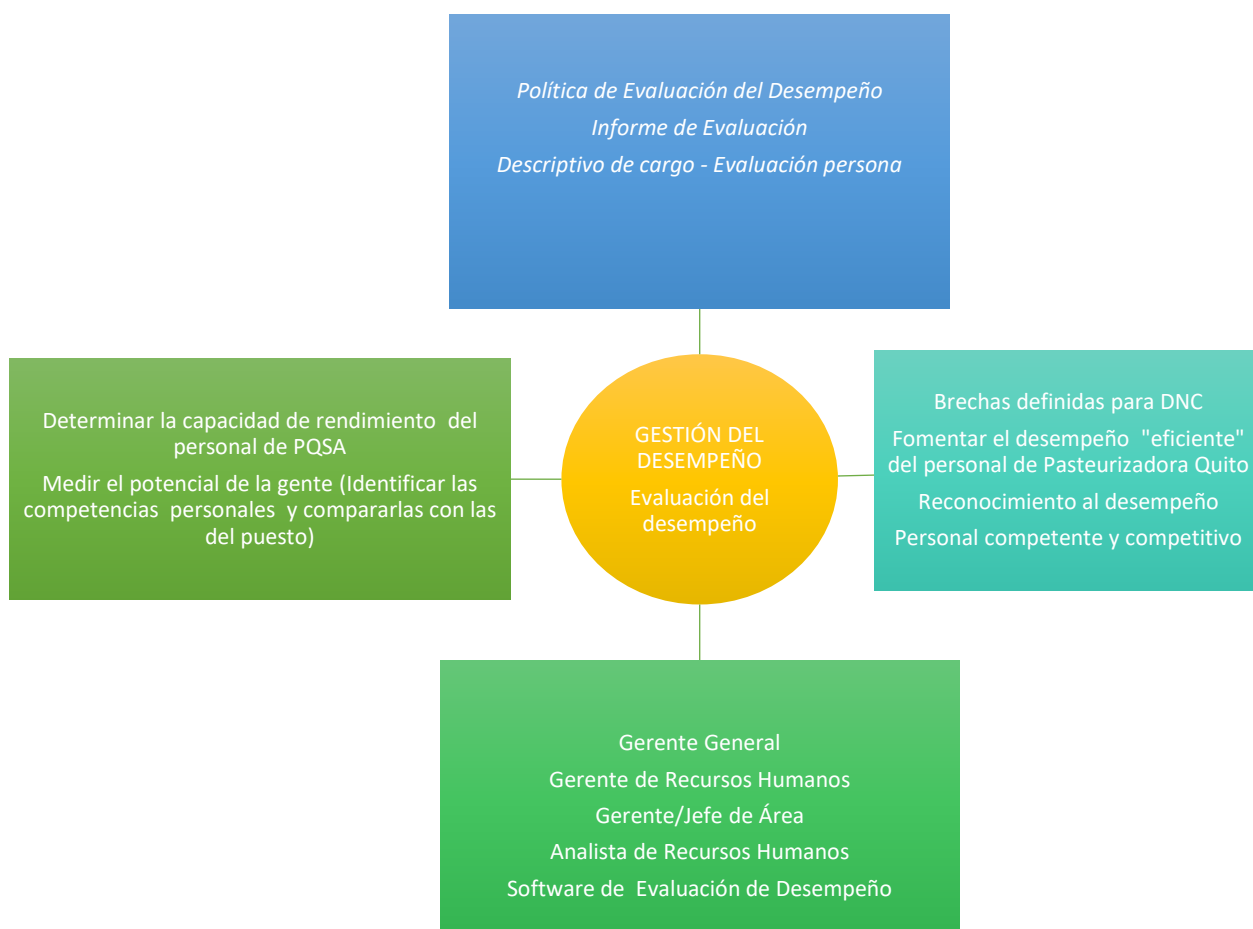 Política de Evaluación del Desempeño
Informe de Evaluación
Descriptivo de cargo - Evaluación persona
Determinar la capacidad de rendimiento del
personal de PQSA
Medir el potencial de la gente (Identificar las
competencias personales y compararlas con las
del puesto)
GESTIÓN DEL
DESEMPEÑO
Evaluación del
desempeño
Brechas definidas para DNC
Fomentar el desempeño "eficiente"
del personal de Pasteurizadora Quito
Reconocimiento al desempeño
Personal competente y competitivo
Gerente General
Gerente de Recursos Humanos
Gerente/Jefe de Área
Analista de Recursos Humanos
Software de Evaluación de Desempeño